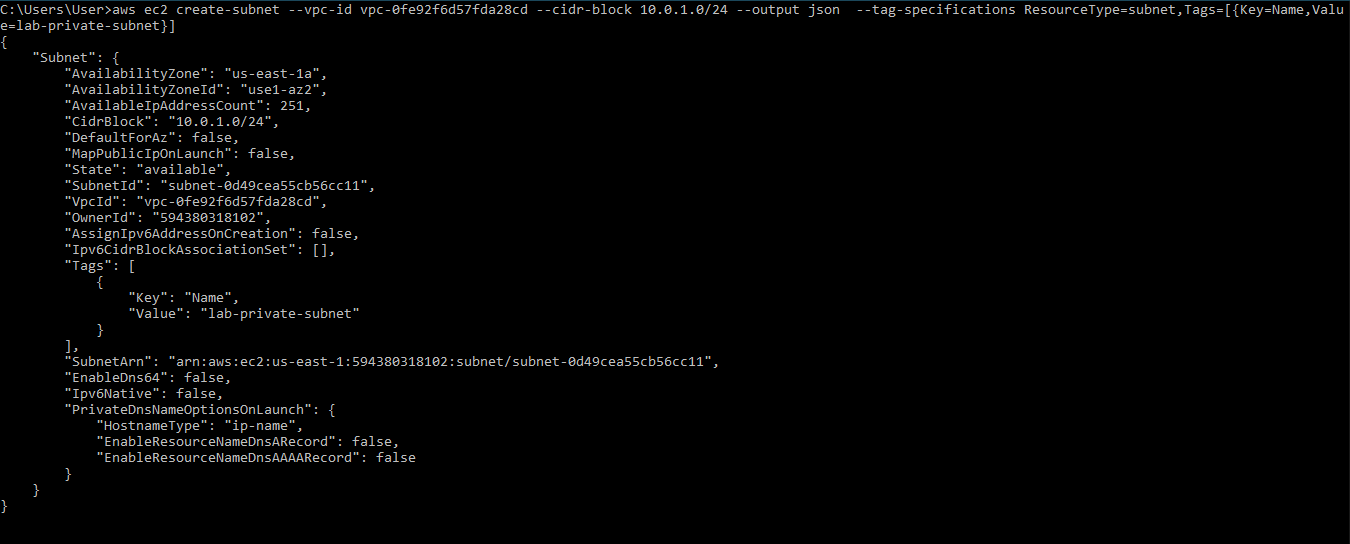 C:\Users\User>aws ec2 create-subnet --vpc-id vpc-0fe92f6d57fda28cd --cidr-block 10.0.1.0/24 --output json  --tag-specifications ResourceType=subnet,Tags=[{Key=Name,Valu
e=lab-private-subnet}]
{
    "Subnet": {
        "AvailabilityZone": "us-east-1a",
        "AvailabilityZoneId": "use1-az2",
        "AvailableIpAddressCount": 251,
        "CidrBlock": "10.0.1.0/24",
        "DefaultForAz": false,
        "MapPublicIpOnLaunch": false,
        "State": "available",
        "SubnetId": "subnet-0d49cea55cb56cc11",
        "VpcId": "vpc-0fe92f6d57fda28cd",
        "OwnerId": "594380318102",
        "AssignIpv6AddressOnCreation": false,
        "Ipv6CidrBlockAssociationSet": [],
        "Tags": [
            {
                "Key": "Name",
                "Value": "lab-private-subnet"
            }
        ],
        "SubnetArn": "arn:aws:ec2:us-east-1:594380318102:subnet/subnet-0d49cea55cb56cc11",
        "EnableDns64": false,
        "Ipv6Native": false,
        "PrivateDnsNameOptionsOnLaunch": {
            "HostnameType": "ip-name",
            "EnableResourceNameDnsARecord": false,
            "EnableResourceNameDnsAAAARecord": false
        }
    }
}